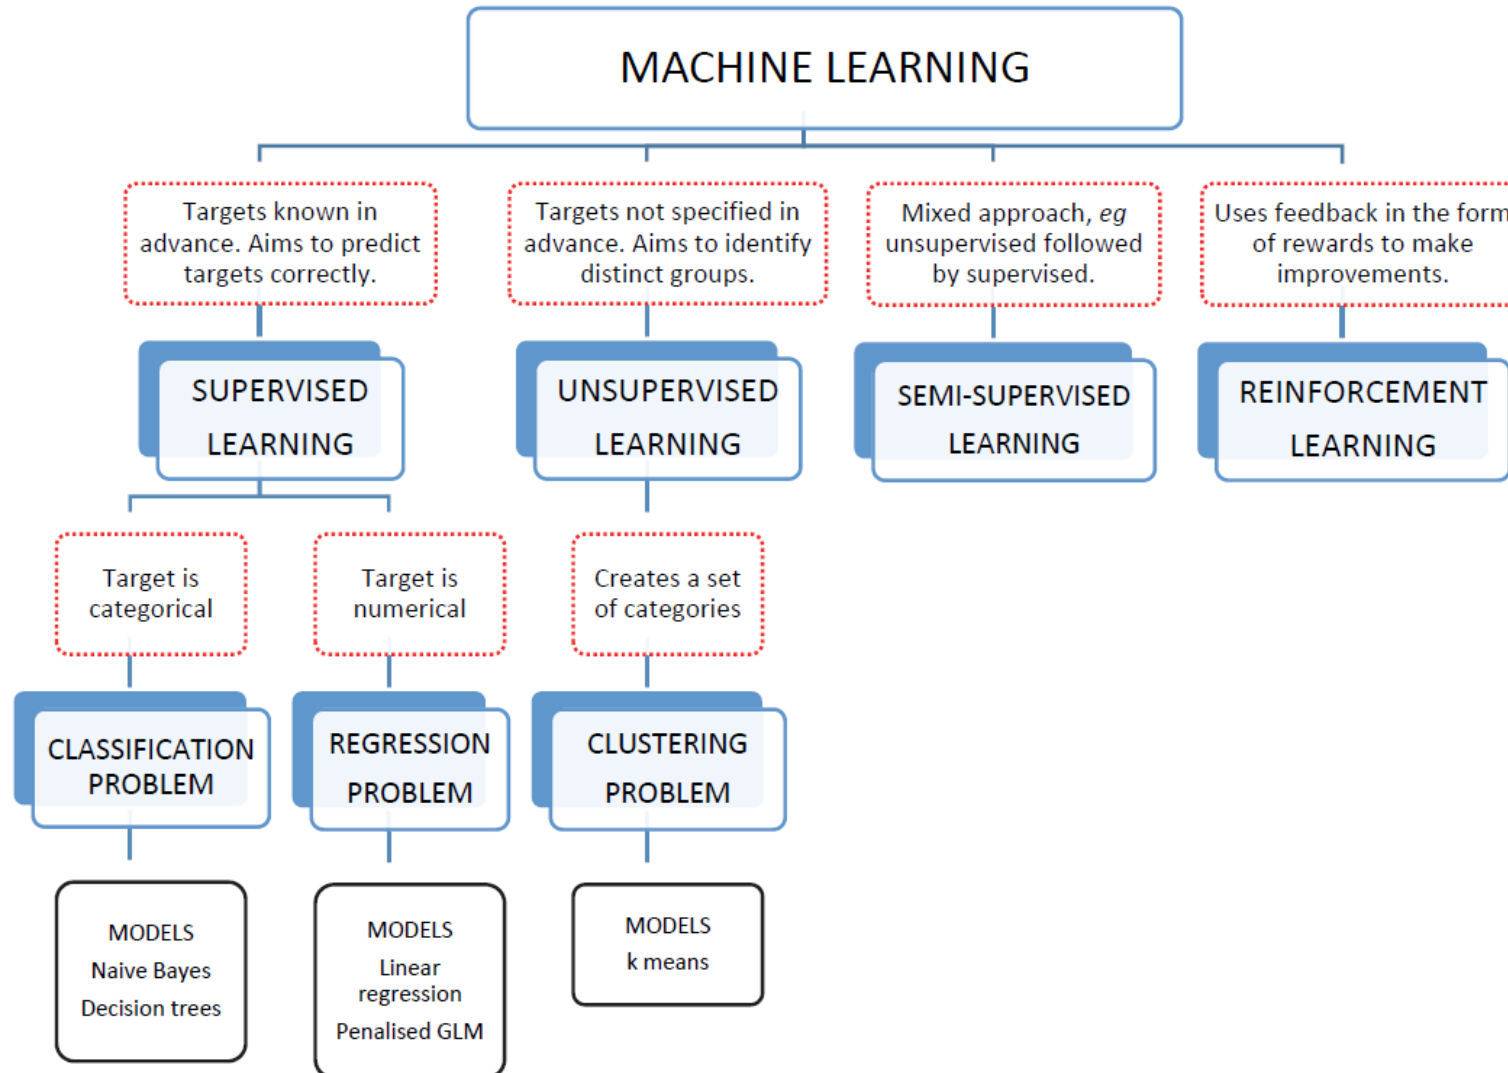 MACHINE LEARNING
Targets known in
advance. Aims to predict
targets correctly.
Targets not specified in
advance. Aims to identify
distinct groups.
Mixed approach, eg
unsupervised followed
by supervised.
Uses feedback in the form
of rewards to make
improvements.
SUPERVISED
LEARNING
UNSUPERVISED
LEARNING
SEMI-SUPERVISED
LEARNING
REINFORCEMENT
LEARNING
Target is
categorical
Target is
numerical
Creates a set
of categories
CLASSIFICATION
PROBLEM
REGRESSION
PROBLEM
CLUSTERING
PROBLEM
MODELS
Naive Bayes
Decision trees
MODELS
Linear
regression
Penalised GLM
MODELS
k means